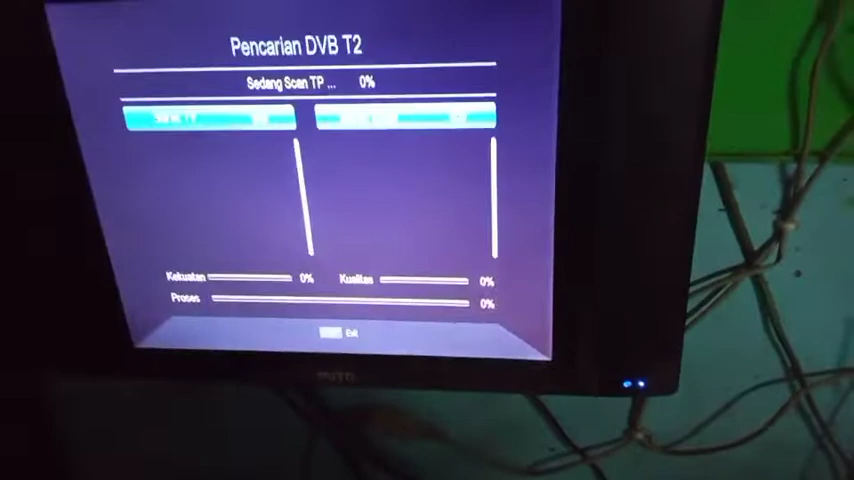 Pencarian DVB T2
Sedang Scan TP ... 0%
Kekuatan 0% Kualitas 0%
Proses 0%
Exit